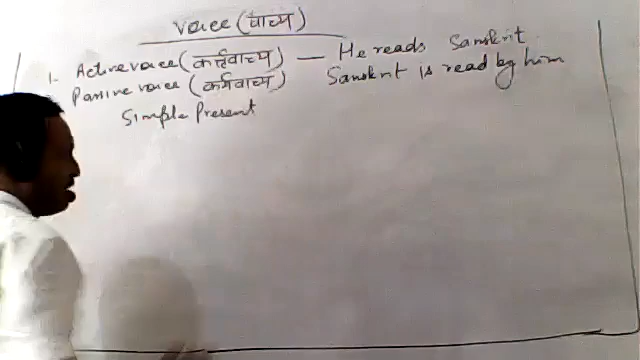 Voice (वाच्य)
1- Active voice (कर्तृवाच्य) — He reads Sanskrit.
Passive voice (कर्मवाच्य) Sanskrit is read by him
Simple Present